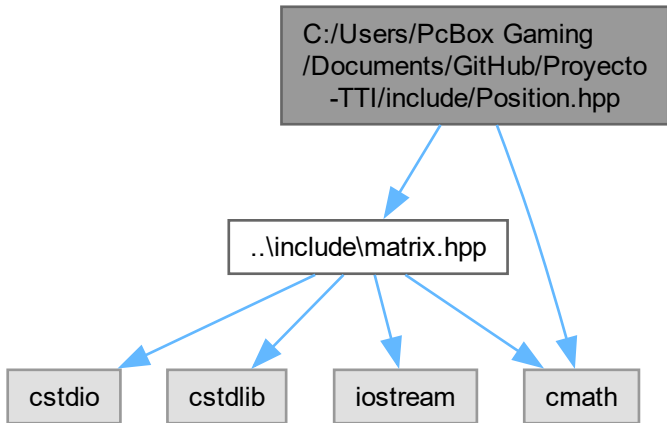 C:/Users/PcBox Gaming
/Documents/GitHub/Proyecto
-TTI/include/Position.hpp
..\include\matrix.hpp
cstdio
cstdlib
iostream
cmath